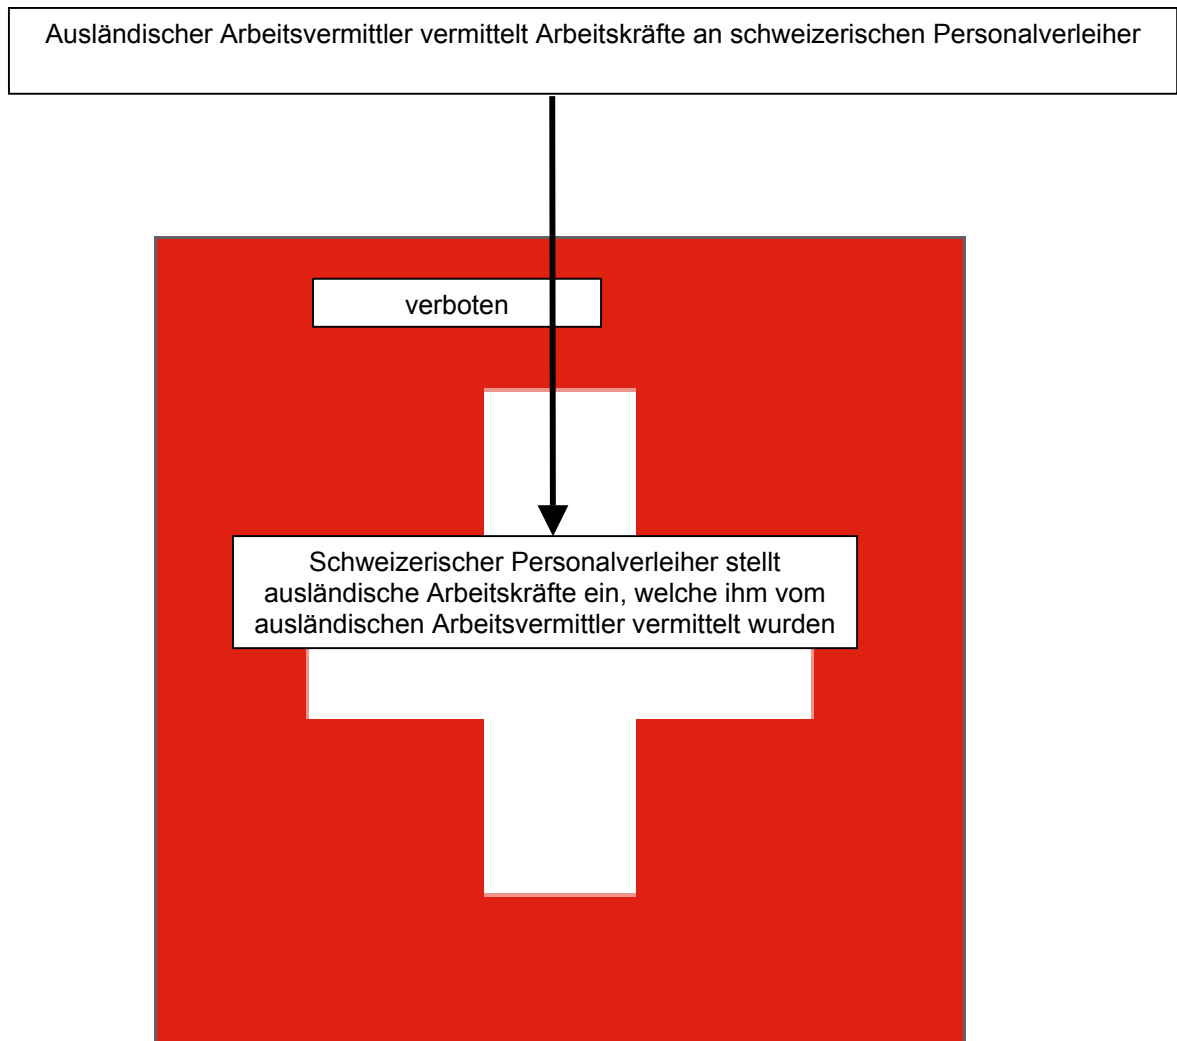 Ausländischer Arbeitsvermittler vermittelt Arbeitskräfte an schweizerischen Personalverleiher
verboten
Schweizerischer Personalverleiher stellt
ausländische Arbeitskräfte ein, welche ihm vom
ausländischen Arbeitsvermittler vermittelt wurden